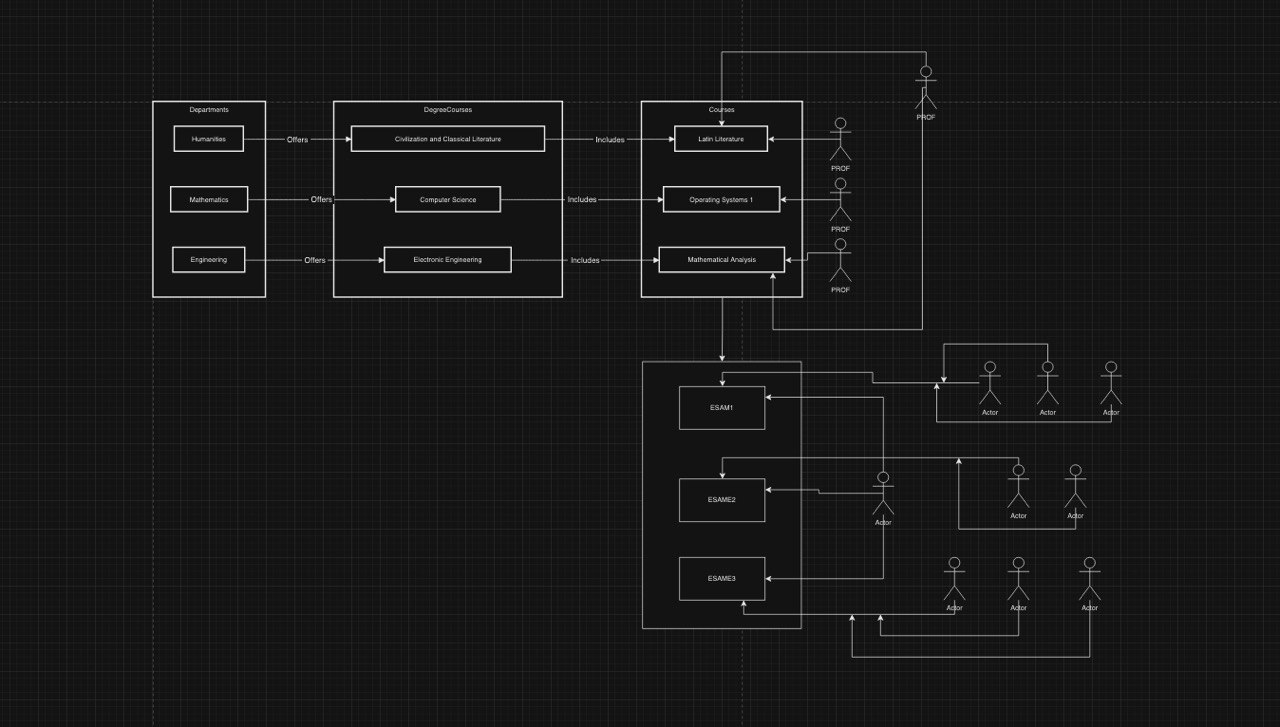 Departments
DegreeCourses
Courses
PROF
Humanities
Offers
Civilization and Classical Literature
Includes
Latin Literature
PROF
Mathematics
Offers
Computer Science
Includes
Operating Systems 1
PROF
Engineering
Offers
Electronic Engineering
Includes
Mathematical Analysis
PROF
ESAM1
Actor
Actor
Actor
ESAME2
Actor
Actor
Actor
ESAME3
Actor
Actor
Actor